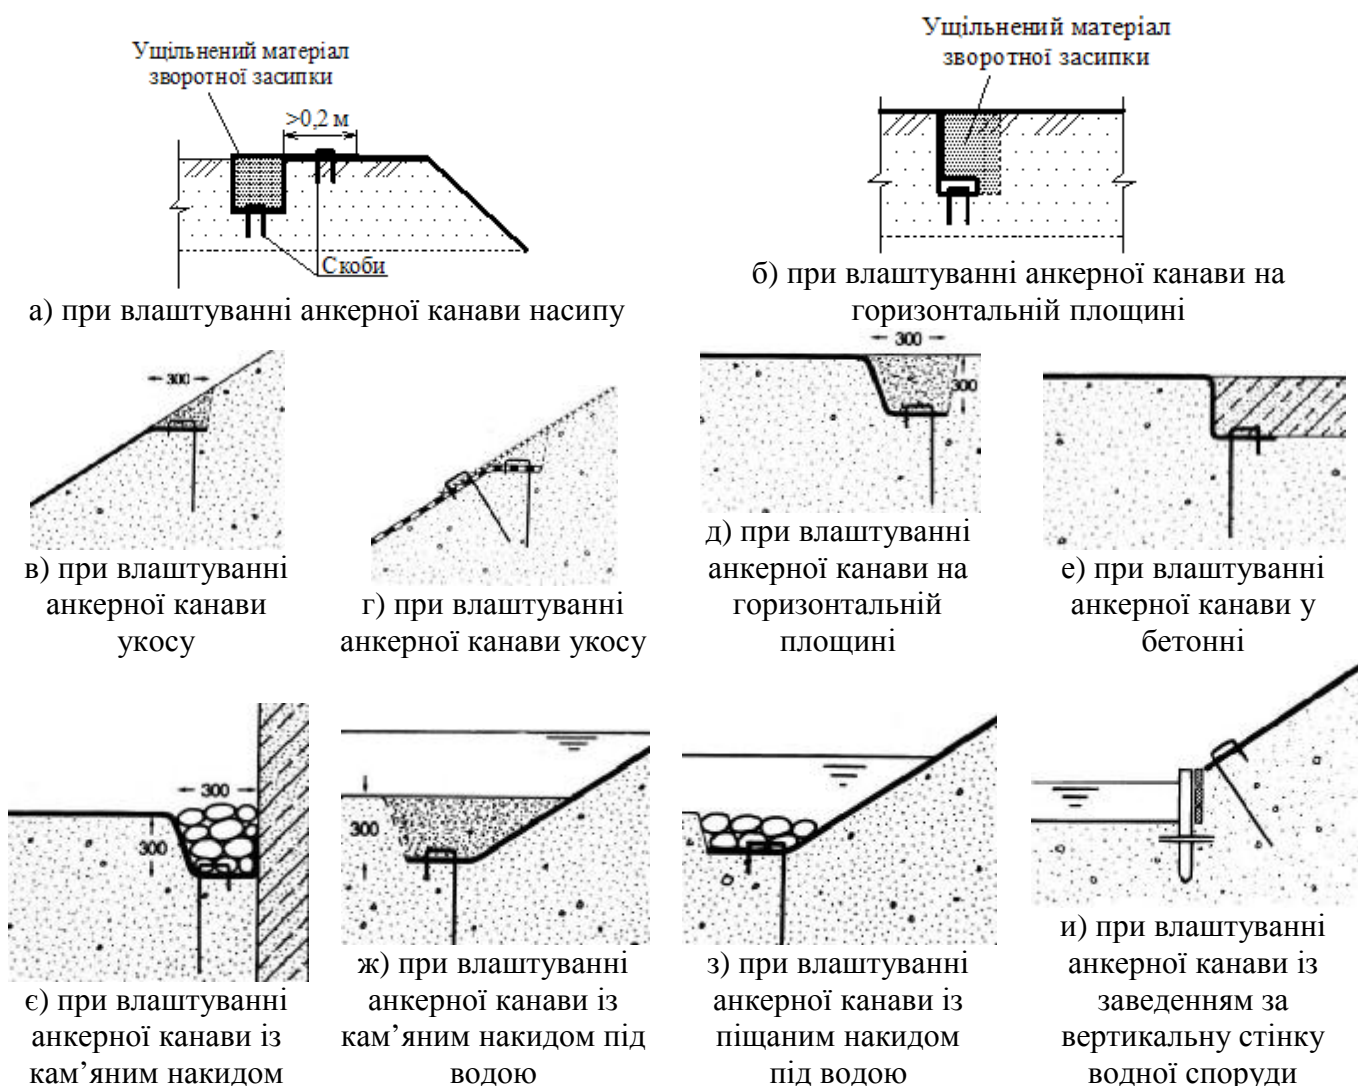 Ущільнений матеріал
зворотної засипки
>0,2 м
Скоби
а) при влаштуванні анкерної канави насипу
Ущільнений матеріал
зворотної засипки
б) при влаштуванні анкерної канави на
горизонтальній площині
300
в) при влаштуванні
анкерної канави
укосу
г) при влаштуванні
анкерної канави укосу
300
300
д) при влаштуванні
анкерної канави на
горизонтальній
площині
е) при влаштуванні
анкерної канави у
бетонні
300
300
є) при влаштуванні
анкерної канави із
кам’яним накидом
300
ж) при влаштуванні
анкерної канави із
кам’яним накидом під
водою
з) при влаштуванні
анкерної канави із
піщаним накидом
під водою
и) при влаштуванні
анкерної канави із
заведенням за
вертикальну стінку
водної споруди